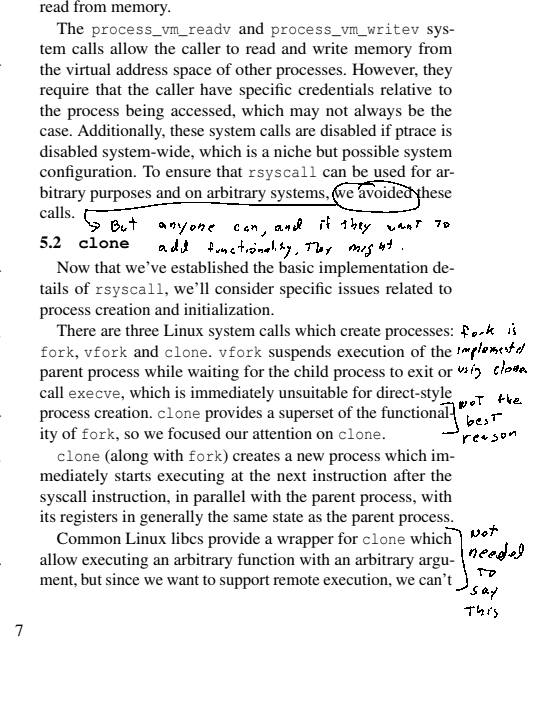 read from memory.
The process_vm_readv and process_vm_writev sys-
tem calls allow the caller to read and write memory from
the virtual address space of other processes. However, they
require that the caller have specific credentials relative to
the process being accessed, which may not always be the
case. Additionally, these system calls are disabled if ptrace is
disabled system-wide, which is a niche but possible system
configuration. To ensure that rsyscall can be used for ar-
bitrary purposes and on arbitrary systems, we avoided these
calls.
But anyone can, and if they want to
add functionality, They might.
5.2 clone
Now that we've established the basic implementation de-
tails of rsyscall, we'll consider specific issues related to
process creation and initialization.
There are three Linux system calls which create processes:
fork, vfork and clone. vfork suspends execution of the
parent process while waiting for the child process to exit or
call execve, which is immediately unsuitable for direct-style
process creation. clone provides a superset of the functional-
ity of fork, so we focused our attention on clone.
fork is
implemented
using clone
not the
best
reason
clone (along with fork) creates a new process which im-
mediately starts executing at the next instruction after the
syscall instruction, in parallel with the parent process, with
its registers in generally the same state as the parent process.
Common Linux libcs provide a wrapper for clone which
allow executing an arbitrary function with an arbitrary argu-
ment, but since we want to support remote execution, we can't
Not
needed
TO
say
This
7